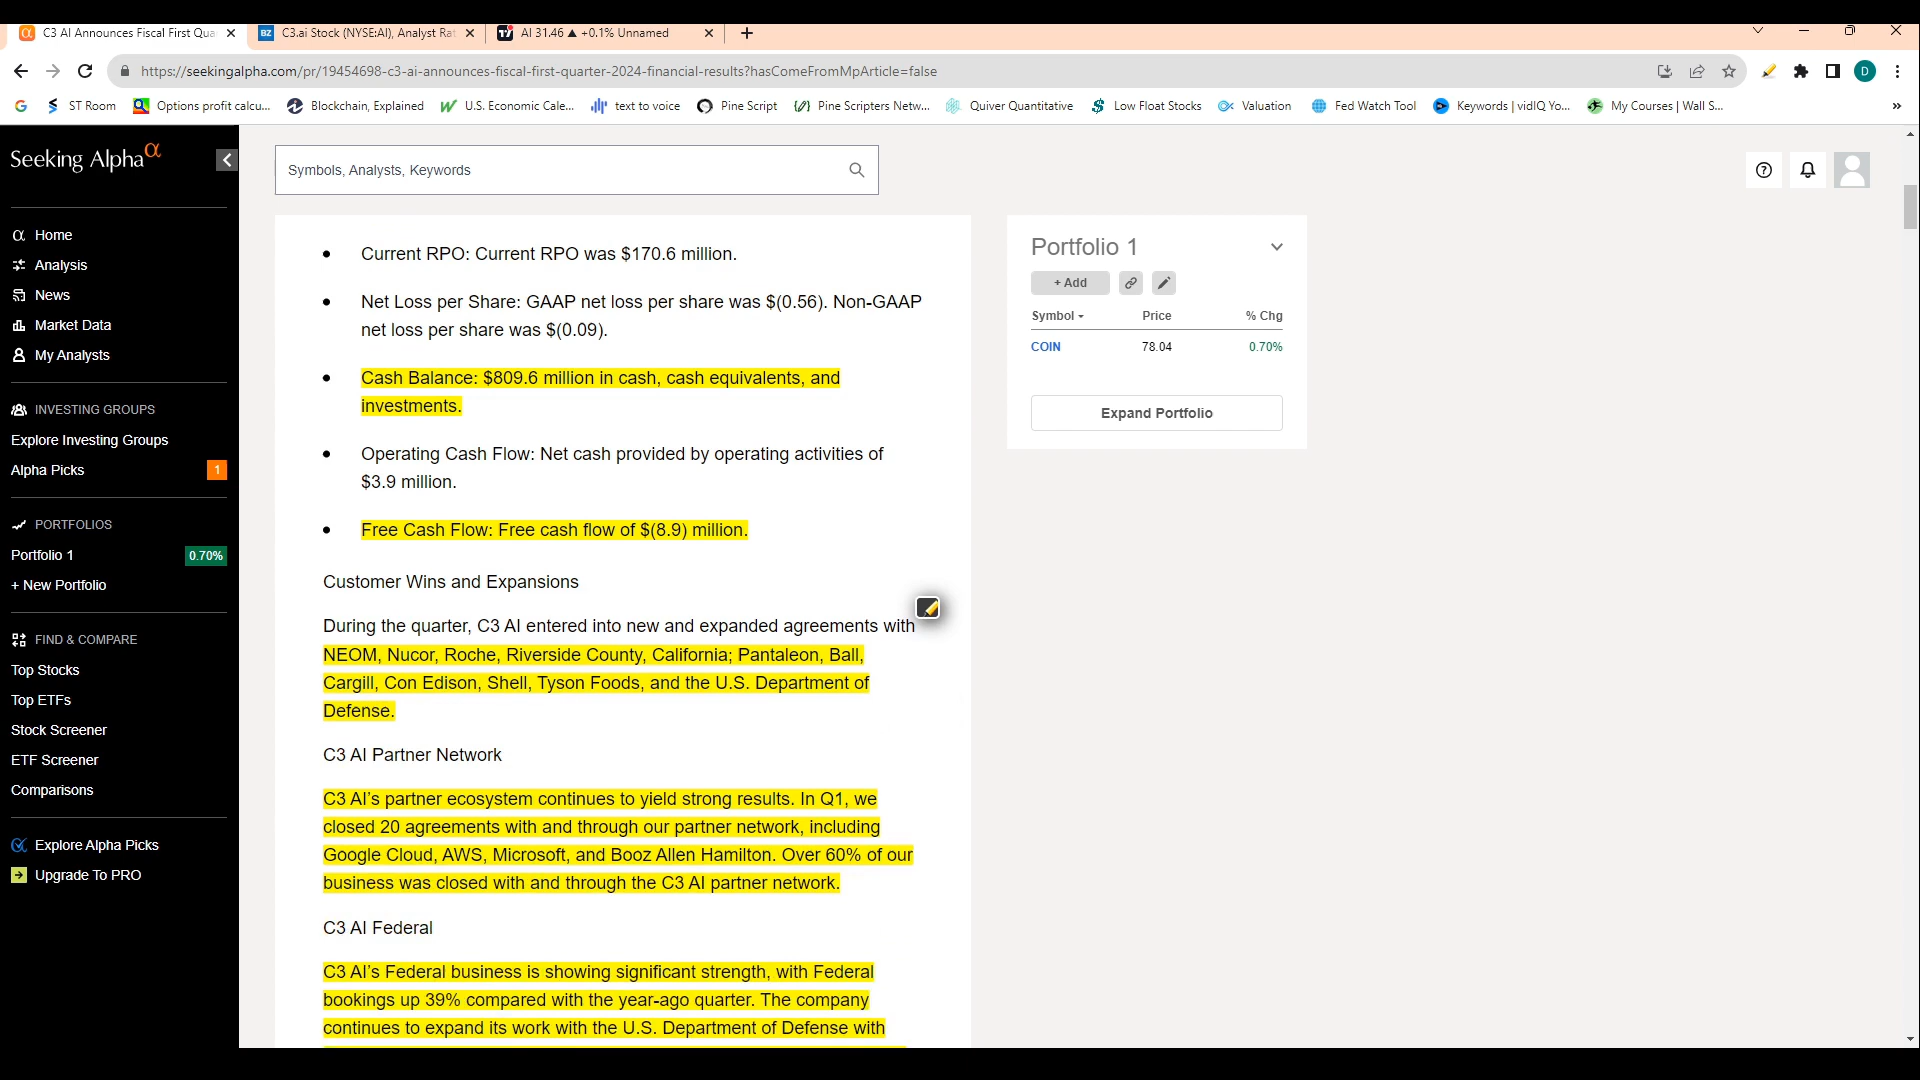 C3 AI Announces Fiscal First Qua
C3.ai Stock (NYSE:AI), Analyst Rat
AI 31.46 ▲ +0.1% Unnamed
https://seekingalpha.com/pr/19454698-c3-ai-announces-fiscal-first-quarter-2024-financial-results?hasComeFromMpArticle=false
D
ST Room
Options profit calcu...
Blockchain, Explained
U.S. Economic Cale...
text to voice
Pine Script
Pine Scripters Netw...
Quiver Quantitative
Low Float Stocks
Valuation
Fed Watch Tool
Keywords | vidIQ Yo...
My Courses | Wall S...
»
Seeking Alpha α
Home
Analysis
News
Market Data
My Analysts
INVESTING GROUPS
Explore Investing Groups
Alpha Picks 1
PORTFOLIOS
Portfolio 1 0.70%
+ New Portfolio
FIND & COMPARE
Top Stocks
Top ETFs
Stock Screener
ETF Screener
Comparisons
Explore Alpha Picks
Upgrade To PRO
Symbols, Analysts, Keywords
• Current RPO: Current RPO was $170.6 million.
• Net Loss per Share: GAAP net loss per share was $(0.56). Non-GAAP
net loss per share was $(0.09).
• Cash Balance: $809.6 million in cash, cash equivalents, and
investments.
• Operating Cash Flow: Net cash provided by operating activities of
$3.9 million.
• Free Cash Flow: Free cash flow of $(8.9) million.
Customer Wins and Expansions
During the quarter, C3 AI entered into new and expanded agreements with
NEOM, Nucor, Roche, Riverside County, California; Pantaleon, Ball,
Cargill, Con Edison, Shell, Tyson Foods, and the U.S. Department of
Defense.
C3 AI Partner Network
C3 AI's partner ecosystem continues to yield strong results. In Q1, we
closed 20 agreements with and through our partner network, including
Google Cloud, AWS, Microsoft, and Booz Allen Hamilton. Over 60% of our
business was closed with and through the C3 AI partner network.
C3 AI Federal
C3 AI's Federal business is showing significant strength, with Federal
bookings up 39% compared with the year-ago quarter. The company
continues to expand its work with the U.S. Department of Defense with
Portfolio 1
+ Add
Symbol Price % Chg
COIN 78.04 0.70%
Expand Portfolio